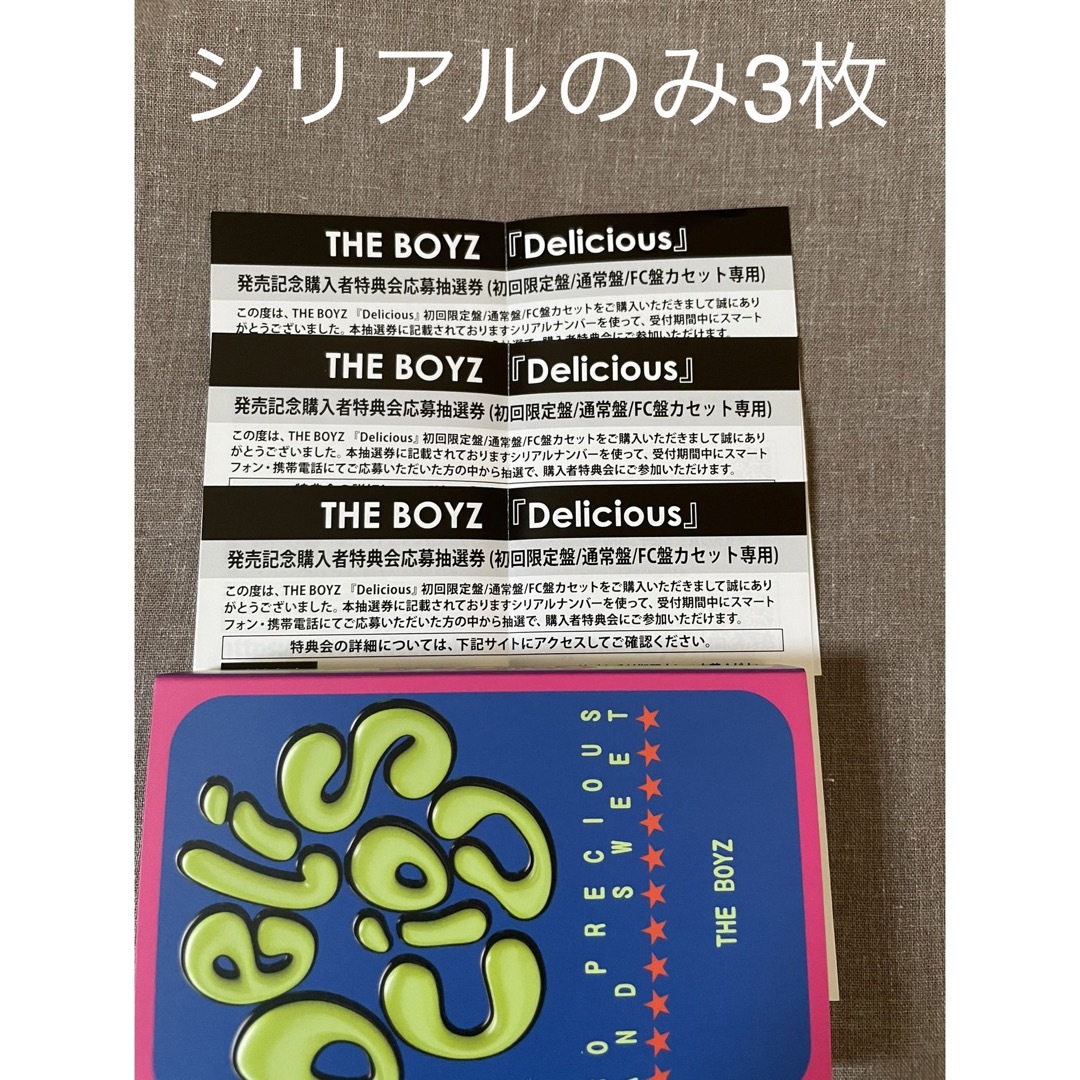 シリアルのみ3枚
THE BOYZ 『Delicious』
発売記念購入者特典会応募抽選券 (初回限定盤/通常盤/FC盤カセット専用)
この度は、THE BOYZ 『Delicious』初回限定盤/通常盤/FC盤カセットをご購入いただきまして誠にあり
がとうございました。本抽選券に記載されておりますシリアルナンバーを使って、受付期間中にスマート
THE BOYZ 『Delicious』
発売記念購入者特典会応募抽選券 (初回限定盤/通常盤/FC盤カセット専用)
この度は、THE BOYZ 『Delicious』初回限定盤/通常盤/FC盤カセットをご購入いただきまして誠にあり
がとうございました。本抽選券に記載されておりますシリアルナンバーを使って、受付期間中にスマート
フォン・携帯電話にてご応募いただいた方の中から抽選で、購入者特典会にご参加いただけます。
THE BOYZ 『Delicious』
発売記念購入者特典会応募抽選券 (初回限定盤/通常盤/FC盤カセット専用)
この度は、THE BOYZ 『Delicious』初回限定盤/通常盤/FC盤カセットをご購入いただきまして誠にあり
がとうございました。本抽選券に記載されておりますシリアルナンバーを使って、受付期間中にスマート
フォン・携帯電話にてご応募いただいた方の中から抽選で、購入者特典会にご参加いただけます。
特典会の詳細については、下記サイトにアクセスしてご確認ください。
Delicious
O PRECIOUS
ND SWEET
THE BOYZ